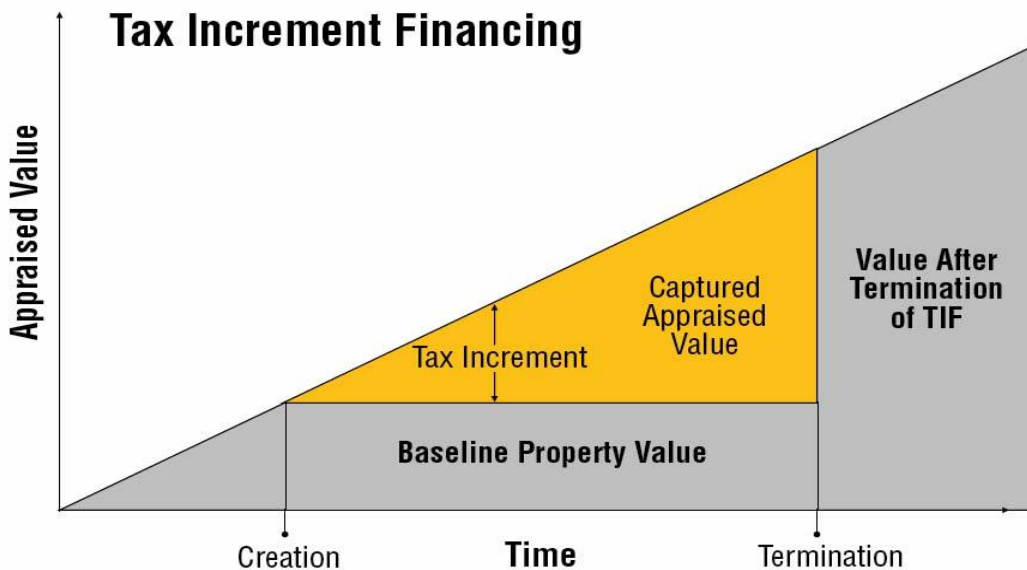 Tax Increment Financing
Appraised Value
Captured
Appraised
Value
Value After
Termination
of TIF
Tax Increment
Baseline Property Value
Creation
Time
Termination